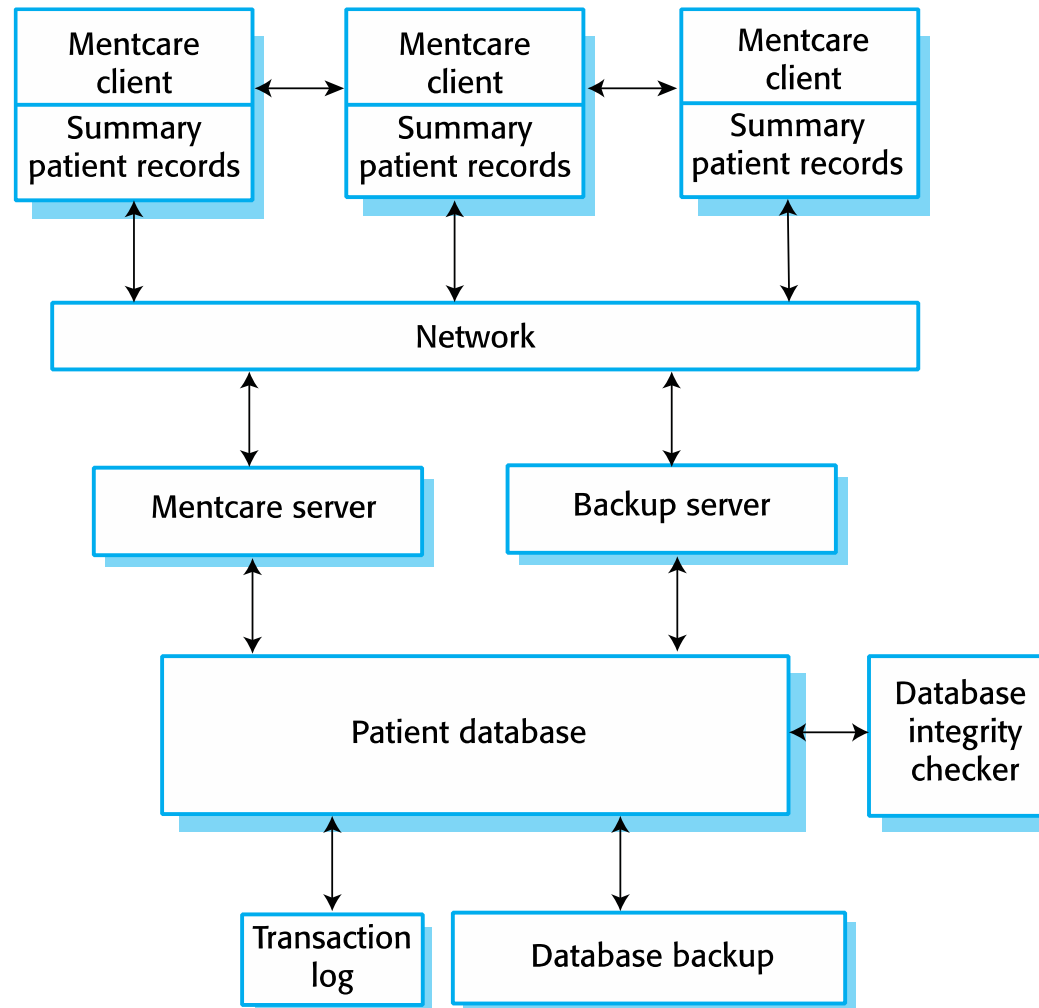 Mentcare
client
Summary
patient records
Mentcare
client
Summary
patient records
Mentcare
client
Summary
patient records
Network
Mentcare server
Backup server
Patient database
Database
integrity
checker
Transaction
log
Database backup